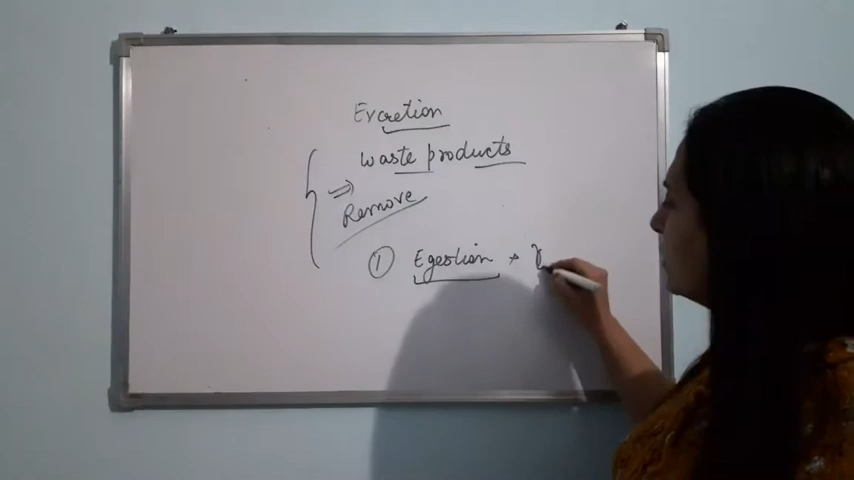 Excretion
waste products
⇒
Remove
① Egestion →